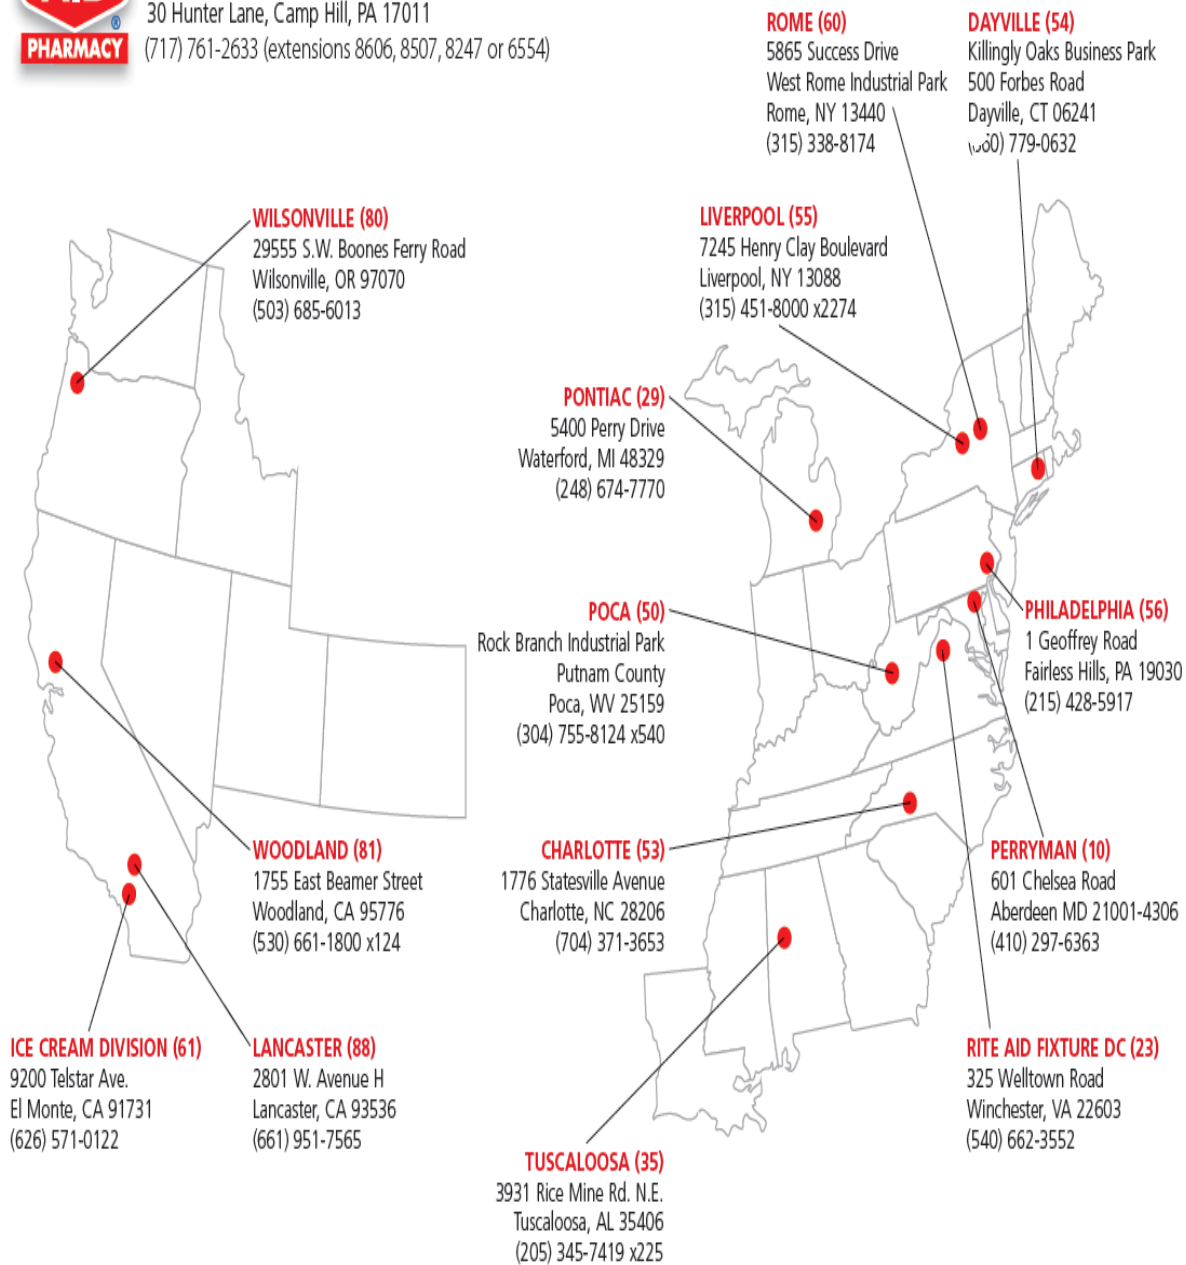 PHARMACY
®
30 Hunter Lane, Camp Hill, PA 17011
(717) 761-2633 (extensions 8606, 8507, 8247 or 6554)
ROME (60)
5865 Success Drive
West Rome Industrial Park
Rome, NY 13440
(315) 338-8174
DAYVILLE (54)
Killingly Oaks Business Park
500 Forbes Road
Dayville, CT 06241
779-0632
WILSONVILLE (80)
29555 S.W. Boones Ferry Road
Wilsonville, OR 97070
(503) 685-6013
LIVERPOOL (55)
7245 Henry Clay Boulevard
Liverpool, NY 13088
(315) 451-8000 x2274
PONTIAC (29)
5400 Perry Drive
Waterford, MI 48329
(248) 674-7770
POCA (50)
Rock Branch Industrial Park
Putnam County
Poca, WV 25159
(304) 755-8124 x540
PHILADELPHIA (56)
1 Geoffrey Road
Fairless Hills, PA 19030
(215) 428-5917
WOODLAND (81)
1755 East Beamer Street
Woodland, CA 95776
(530) 661-1800 x124
CHARLOTTE (53)
1776 Statesville Avenue
Charlotte, NC 28206
(704) 371-3653
PERRYMAN (10)
601 Chelsea Road
Aberdeen MD 21001-4306
(410) 297-6363
ICE CREAM DIVISION (61)
9200 Telstar Ave.
El Monte, CA 91731
(626) 571-0122
LANCASTER (88)
2801 W. Avenue H
Lancaster, CA 93536
(661) 951-7565
RITE AID FIXTURE DC (23)
325 Welltown Road
Winchester, VA 22603
(540) 662-3552
TUSCALOOSA (35)
3931 Rice Mine Rd. N.E.
Tuscaloosa, AL 35406
(205) 345-7419 x225